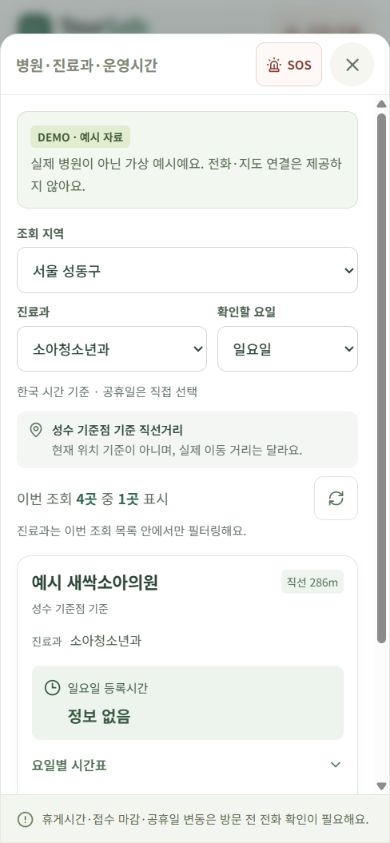 병원·진료과·운영시간
SOS
DEMO · 예시 자료
실제 병원이 아닌 가상 예시예요. 전화·지도 연결은 제공하
지 않아요.
조회 지역
서울 성동구
진료과
확인할 요일
소아청소년과
일요일
한국 시간 기준 · 공휴일은 직접 선택
성수 기준점 기준 직선거리
현재 위치 기준이 아니며, 실제 이동 거리는 달라요.
이번 조회 4곳 중 1곳 표시
진료과는 이번 조회 목록 안에서만 필터링해요.
예시 새싹소아의원
직선 286m
성수 기준점 기준
진료과 소아청소년과
일요일 등록시간
정보 없음
요일별 시간표
휴게시간·접수 마감·공휴일 변동은 방문 전 전화 확인이 필요해요.